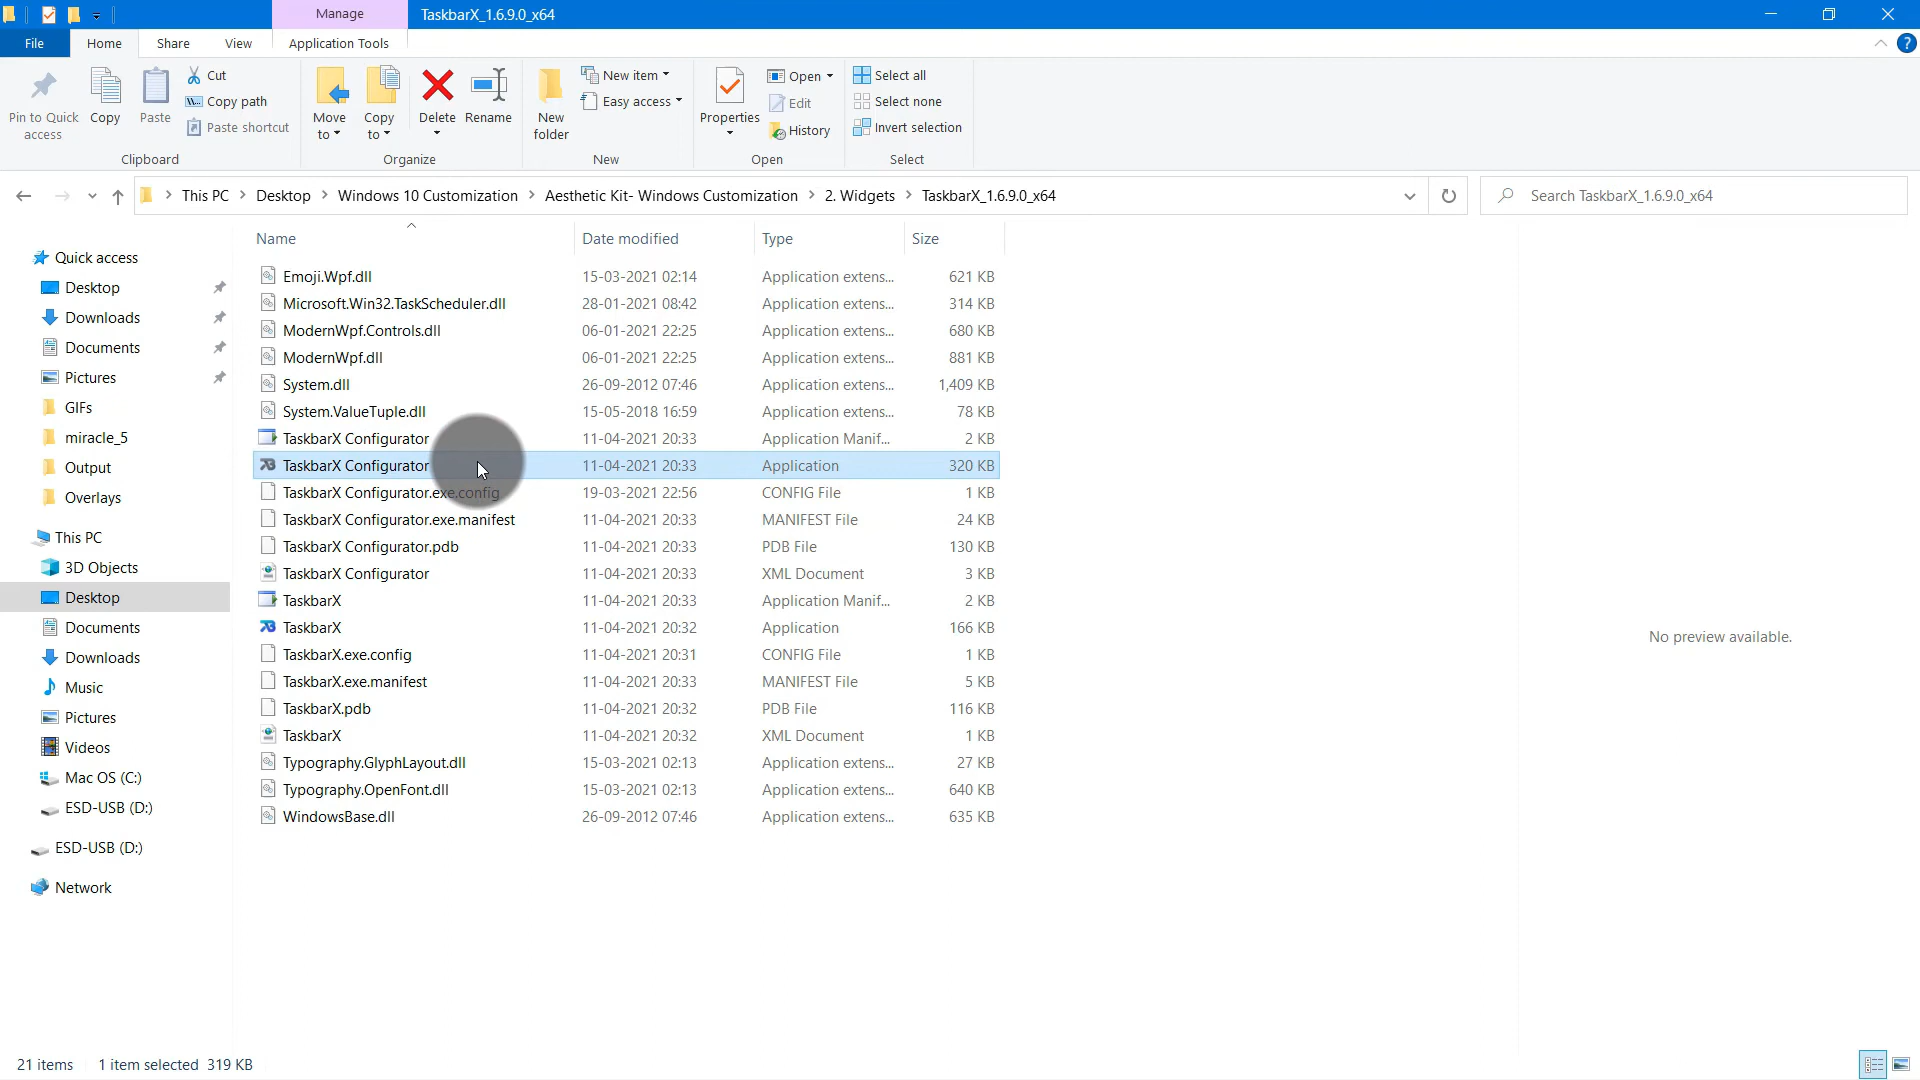 Manage
TaskbarX_1.6.9.0_x64
File
Home
Share
View
Application Tools
Pin to Quick access
Copy
Paste
Cut
Copy path
Paste shortcut
Clipboard
Move to
Copy to
Delete
Rename
Organize
New folder
New item
Easy access
New
Properties
Open
Edit
History
Open
Select all
Select none
Invert selection
Select
This PC
Desktop
Windows 10 Customization
Aesthetic Kit- Windows Customization
2. Widgets
TaskbarX_1.6.9.0_x64
Search TaskbarX_1.6.9.0_x64
Quick access
Desktop
Downloads
Documents
Pictures
GIFs
miracle_5
Output
Overlays
This PC
3D Objects
Desktop
Documents
Downloads
Music
Pictures
Videos
Mac OS (C:)
ESD-USB (D:)
ESD-USB (D:)
Network
Name Date modified Type Size
Emoji.Wpf.dll 15-03-2021 02:14 Application extens... 621 KB
Microsoft.Win32.TaskScheduler.dll 28-01-2021 08:42 Application extens... 314 KB
ModernWpf.Controls.dll 06-01-2021 22:25 Application extens... 680 KB
ModernWpf.dll 06-01-2021 22:25 Application extens... 881 KB
System.dll 26-09-2012 07:46 Application extens... 1,409 KB
System.ValueTuple.dll 15-05-2018 16:59 Application extens... 78 KB
TaskbarX Configurator 11-04-2021 20:33 Application Manif... 2 KB
TaskbarX Configurator 11-04-2021 20:33 Application 320 KB
TaskbarX Configurator.exe.config 19-03-2021 22:56 CONFIG File 1 KB
TaskbarX Configurator.exe.manifest 11-04-2021 20:33 MANIFEST File 24 KB
TaskbarX Configurator.pdb 11-04-2021 20:33 PDB File 130 KB
TaskbarX Configurator 11-04-2021 20:33 XML Document 3 KB
TaskbarX 11-04-2021 20:33 Application Manif... 2 KB
TaskbarX 11-04-2021 20:32 Application 166 KB
TaskbarX.exe.config 11-04-2021 20:31 CONFIG File 1 KB
TaskbarX.exe.manifest 11-04-2021 20:33 MANIFEST File 5 KB
TaskbarX.pdb 11-04-2021 20:32 PDB File 116 KB
TaskbarX 11-04-2021 20:32 XML Document 1 KB
Typography.GlyphLayout.dll 15-03-2021 02:13 Application extens... 27 KB
Typography.OpenFont.dll 15-03-2021 02:13 Application extens... 640 KB
WindowsBase.dll 26-09-2012 07:46 Application extens... 635 KB
No preview available.
21 items 1 item selected 319 KB